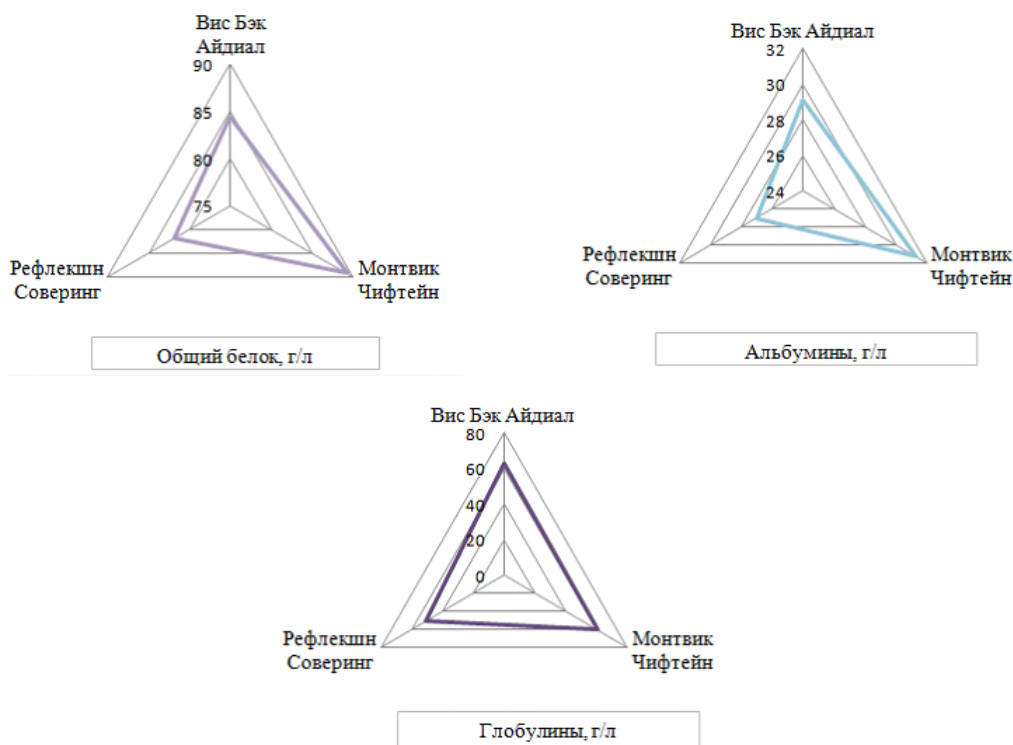 Вис Бэк
Айдиал
90
85
80
75
Рефлекшн
Соверинг
Монтвик
Чифтейн
Общий белок, г/л
Вис Бэк Айдиал
32
30
28
26
24
Рефлекшн
Соверинг
Монтвик
Чифтейн
Альбумины, г/л
Вис Бэк Айдиал
80
60
40
20
0
Рефлекшн
Соверинг
Монтвик
Чифтейн
Глобулины, г/л